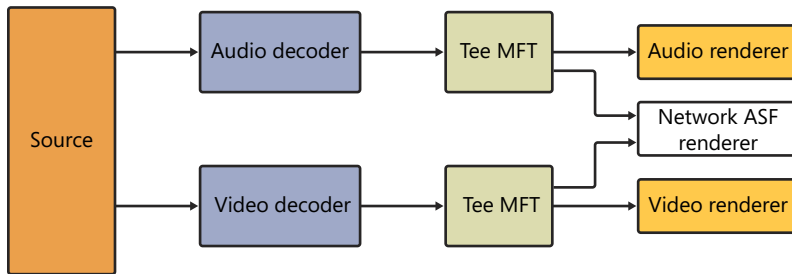 Source
Audio decoder
Tee MFT
Audio renderer
Network ASF
renderer
Video decoder
Tee MFT
Video renderer